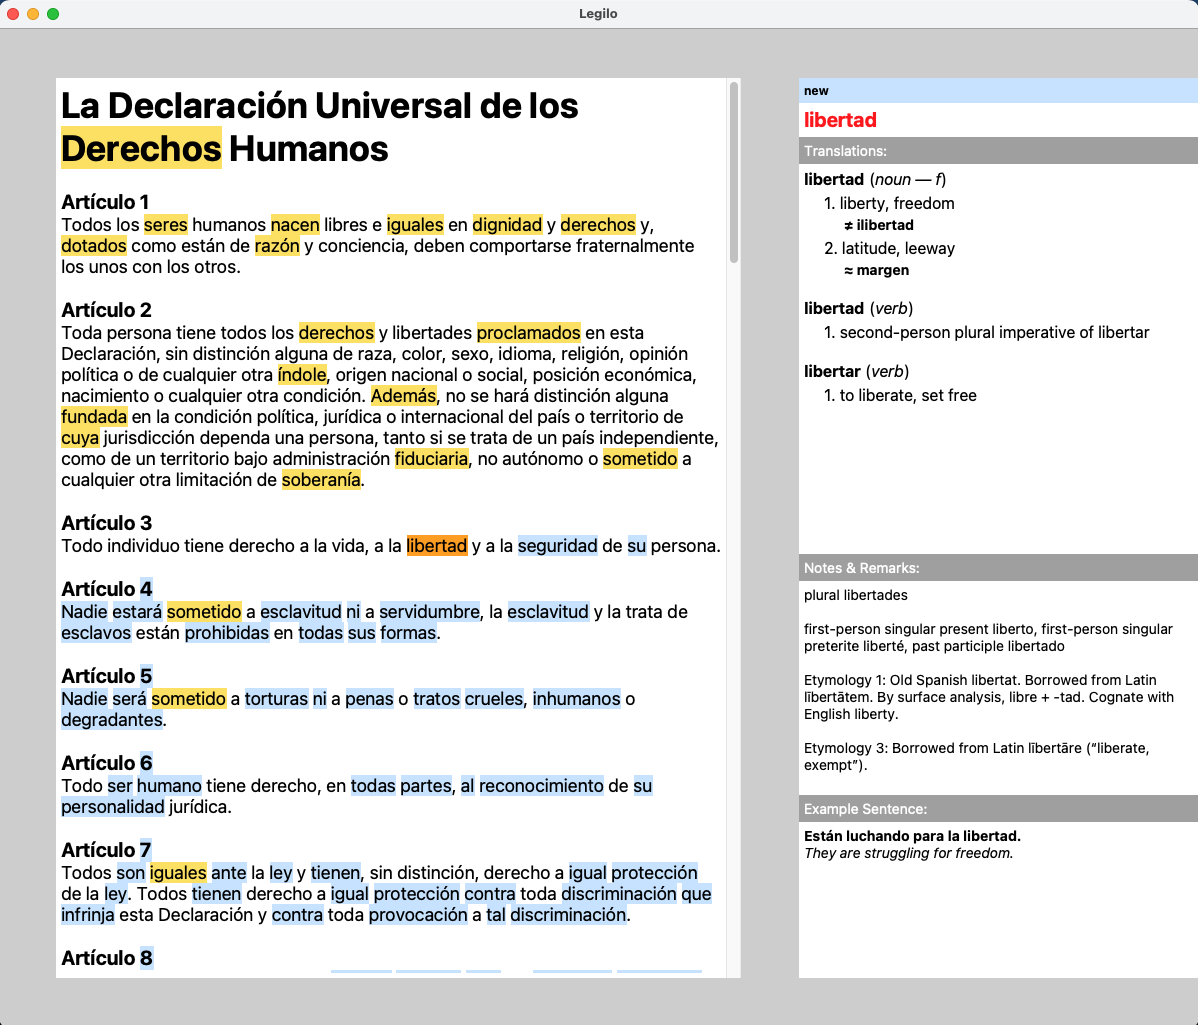 Legilo
La Declaración Universal de los
Derechos Humanos
Artículo 1
Todos los seres humanos nacen libres e iguales en dignidad y derechos y,
dotados como están de razón y conciencia, deben comportarse fraternalmente
los unos con los otros.
Artículo 2
Toda persona tiene todos los derechos y libertades proclamados en esta
Declaración, sin distinción alguna de raza, color, sexo, idioma, religión, opinión
política o de cualquier otra índole, origen nacional o social, posición económica,
nacimiento o cualquier otra condición. Además, no se hará distinción alguna
fundada en la condición política, jurídica o internacional del país o territorio de
cuya jurisdicción dependa una persona, tanto si se trata de un país independiente,
como de un territorio bajo administración fiduciaria, no autónomo o sometido a
cualquier otra limitación de soberanía.
Artículo 3
Todo individuo tiene derecho a la vida, a la libertad y a la seguridad de su persona.
Artículo 4
Nadie estará sometido a esclavitud ni a servidumbre, la esclavitud y la trata de
esclavos están prohibidas en todas sus formas.
Artículo 5
Nadie será sometido a torturas ni a penas o tratos crueles, inhumanos o
degradantes.
Artículo 6
Todo ser humano tiene derecho, en todas partes, al reconocimiento de su
personalidad jurídica.
Artículo 7
Todos son iguales ante la ley y tienen, sin distinción, derecho a igual protección
de la ley. Todos tienen derecho a igual protección contra toda discriminación que
infrinja esta Declaración y contra toda provocación a tal discriminación.
Artículo 8
new
libertad
Translations:
libertad (noun — f)
1. liberty, freedom
≠ ilibertad
2. latitude, leeway
≈ margen
libertad (verb)
1. second-person plural imperative of libertar
libertar (verb)
1. to liberate, set free
Notes & Remarks:
plural libertades
first-person singular present liberto, first-person singular
preterite liberté, past participle libertado
Etymology 1: Old Spanish libertat. Borrowed from Latin
lībertātem. By surface analysis, libre + -tad. Cognate with
English liberty.
Etymology 3: Borrowed from Latin lībertāre (“liberate,
exempt”).
Example Sentence:
Están luchando para la libertad.
They are struggling for freedom.